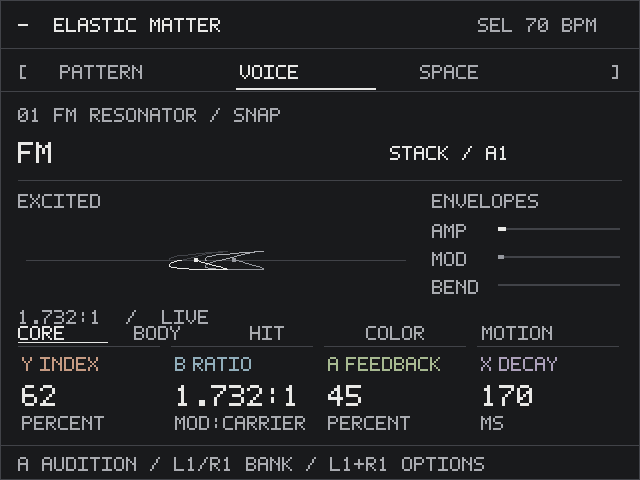 – ELASTIC MATTER SEL 70 BPM
[ PATTERN VOICE SPACE ]
01 FM RESONATOR / SNAP
FM STACK / A1
EXCITED ENVELOPES
AMP
MOD
BEND
1.732:1 / LIVE
CORE BODY HIT COLOR MOTION
Y INDEX B RATIO A FEEDBACK X DECAY
62 1.732:1 45 170
PERCENT MOD:CARRIER PERCENT MS
A AUDITION / L1/R1 BANK / L1+R1 OPTIONS